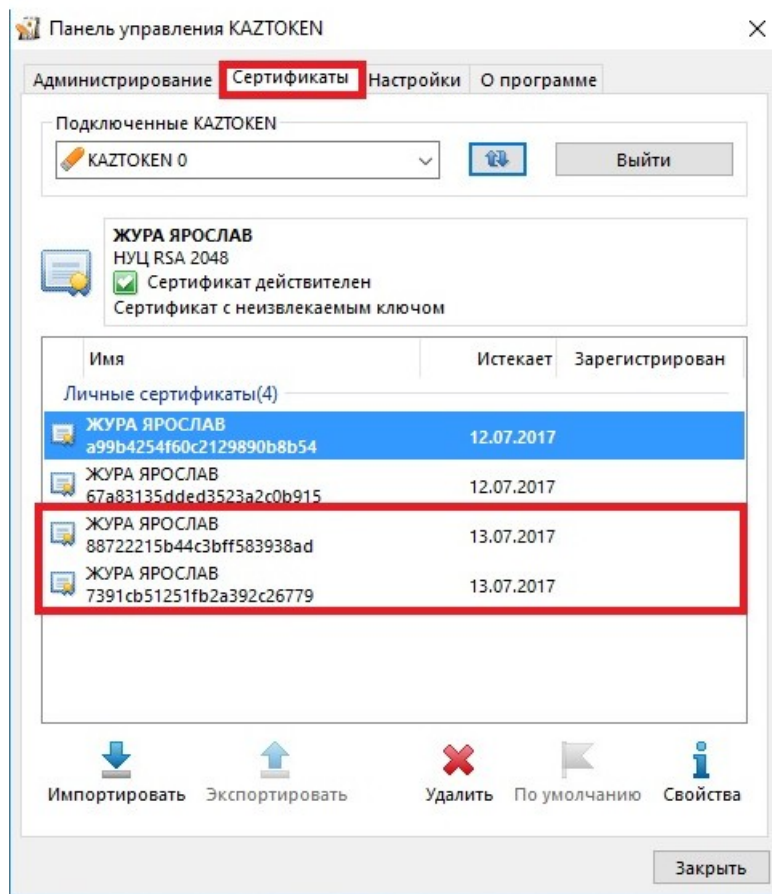 Панель управления KAZTOKEN
Администрирование Сертификаты Настройки О программе
Подключенные KAZTOKEN
KAZTOKEN 0 Выйти
ЖУРА ЯРОСЛАВ
НУЦ RSA 2048
Сертификат действителен
Сертификат с неизвлекаемым ключом
Имя Истекает Зарегистрирован
Личные сертификаты(4)
ЖУРА ЯРОСЛАВ
a99b4254f60c2129890b8b54 12.07.2017
ЖУРА ЯРОСЛАВ
67a83135dded3523a2c0b915 12.07.2017
ЖУРА ЯРОСЛАВ
88722215b44c3bff583938ad 13.07.2017
ЖУРА ЯРОСЛАВ
7391cb51251fb2a392c26779 13.07.2017
Импортировать Экспортировать Удалить По умолчанию Свойства
Закрыть